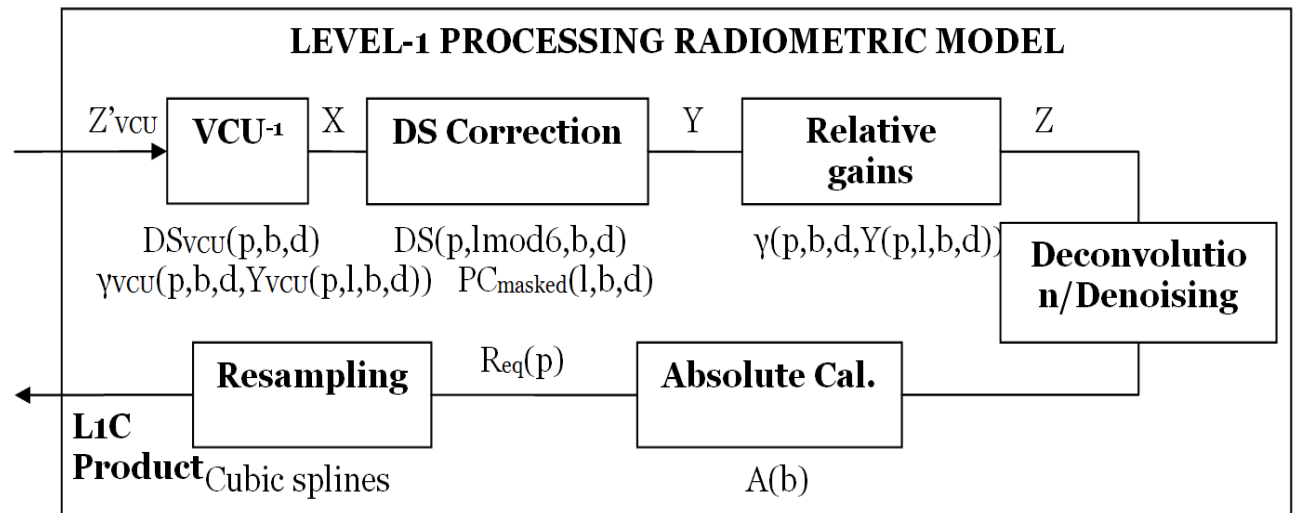 LEVEL-1 PROCESSING RADIOMETRIC MODEL
Z'VCU
VCU-1
X
DS Correction
Y
Relative
gains
Z
DSVCU(p,b,d)
γVCU(p,b,d,YVCU(p,l,b,d))
DS(p,lmod6,b,d)
PCmasked(l,b,d)
γ(p,b,d,Y(p,l,b,d))
Deconvolutio
n/Denoising
Absolute Cal.
A(b)
Req(p)
Resampling
Cubic splines
L1C
Product